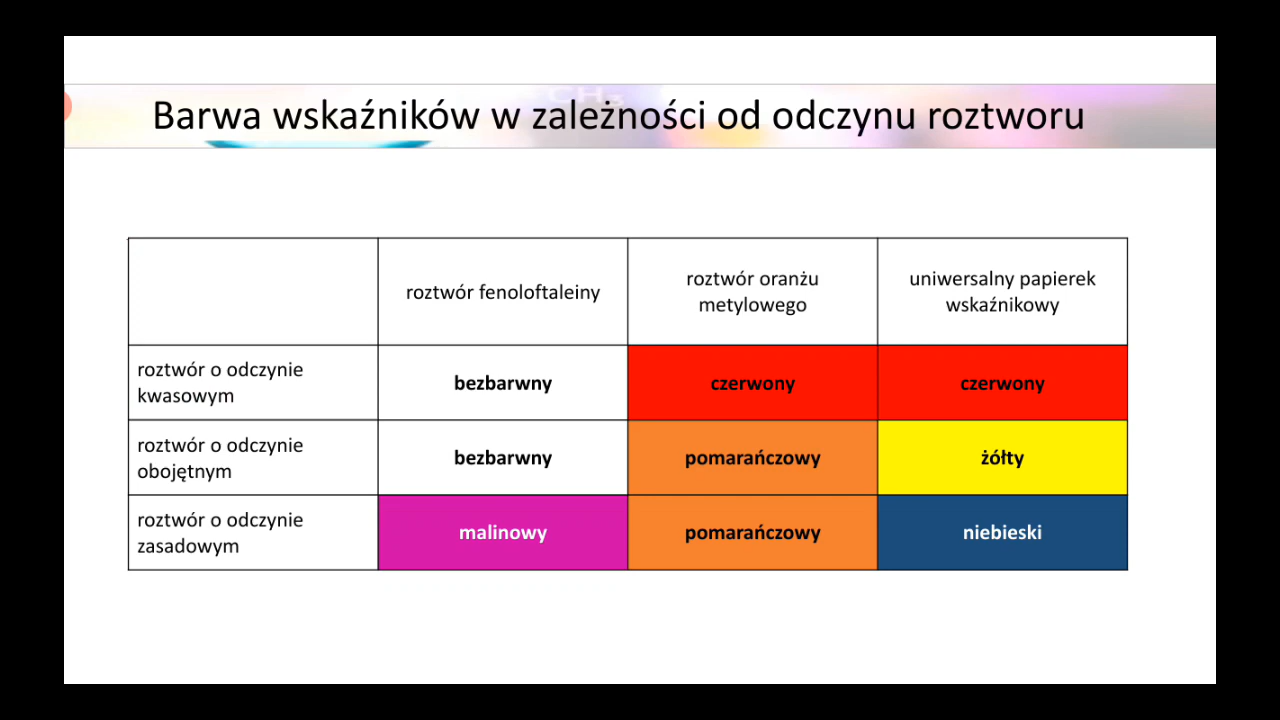 Barwa wskaźników w zależności od odczynu roztworu
roztwór fenoloftaleiny
roztwór oranżu
metylowego
uniwersalny papierek
wskaźnikowy
roztwór o odczynie
kwasowym
bezbarwny
czerwony
czerwony
roztwór o odczynie
obojętnym
bezbarwny
pomarańczowy
żółty
roztwór o odczynie
zasadowym
malinowy
pomarańczowy
niebieski